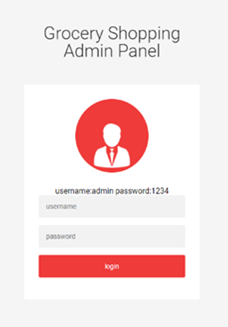 Grocery Shopping
Admin Panel
username:admin password:1234
username
password
login